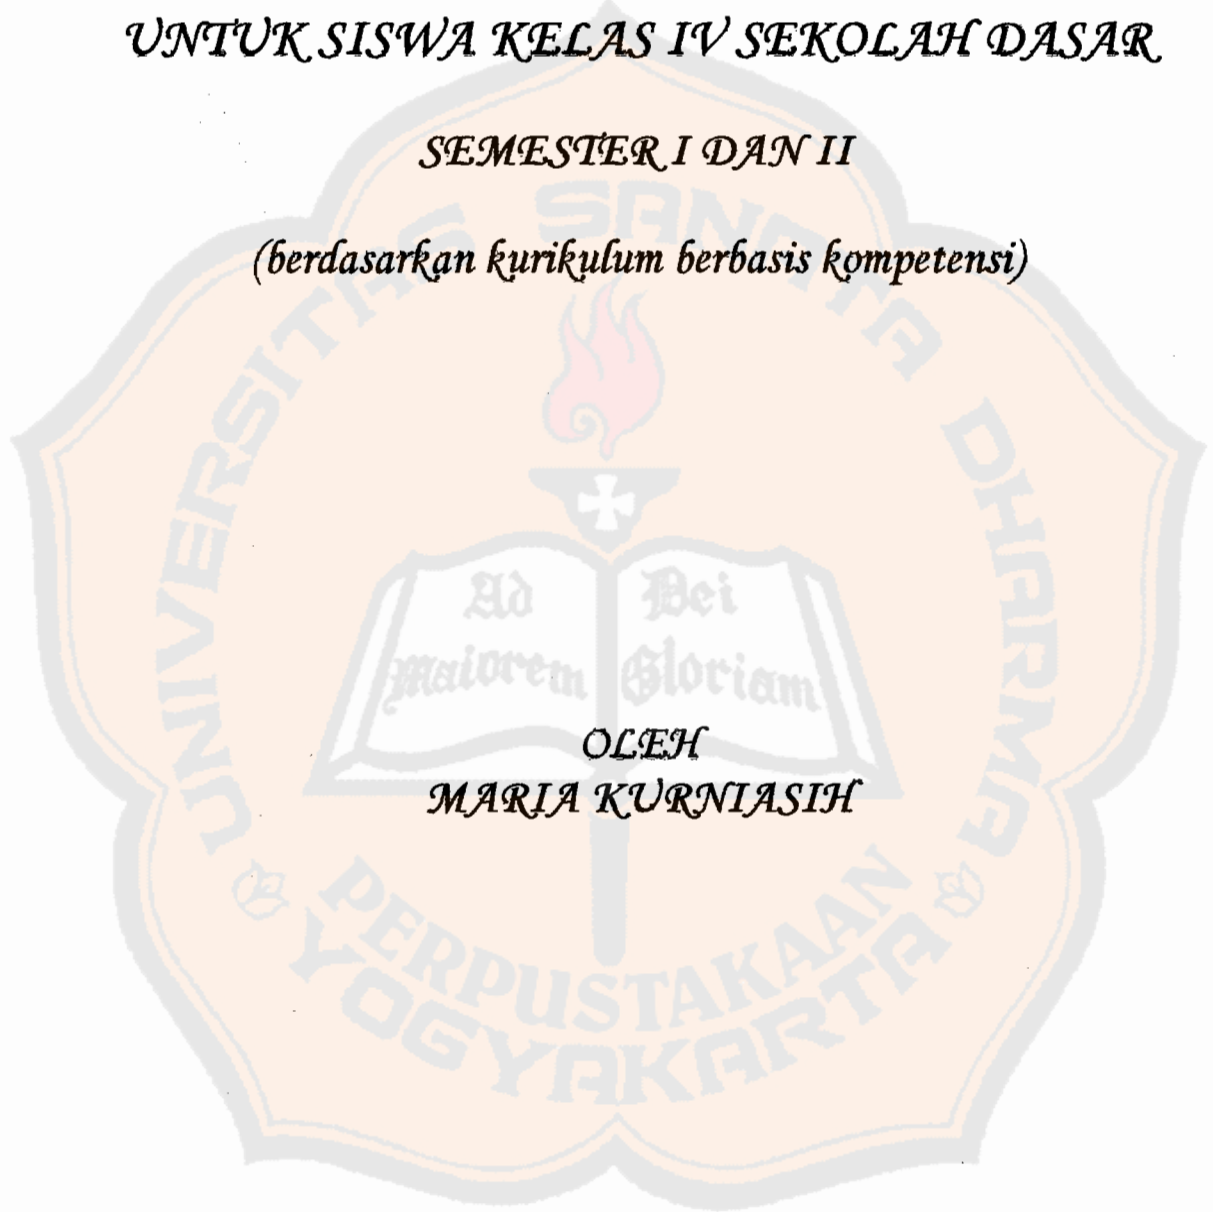 UNTUK SISWA KELAS IV SEKOLAH DASAR
SEMESTER I DAN II
(berdasarkan kurikulum berbasis kompetensi)
UNIVERSITAS SANATA DHARMA
Ad Dei
maiorem Gloriam
OLEH
MARIA KURNIASIH
PERPUSTAKAAN
YOGYAKARTA